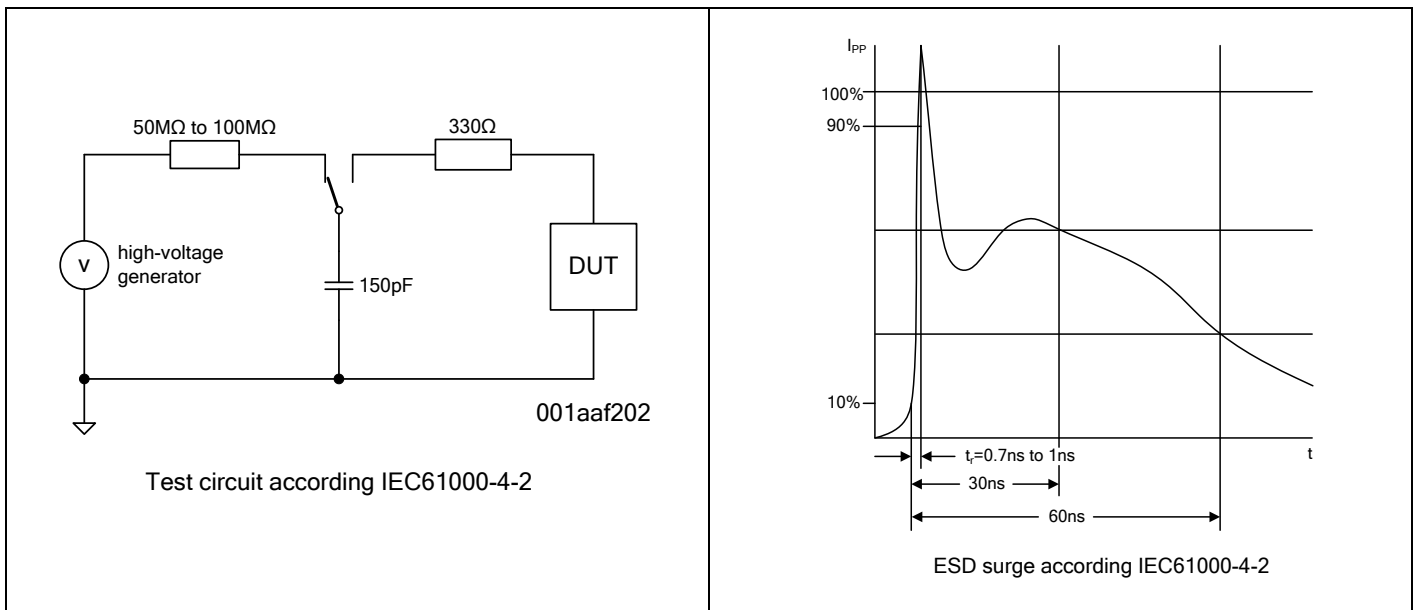 50MΩ to 100MΩ
330Ω
V
high-voltage
generator
150pF
DUT
001aaf202
Test circuit according IEC61000-4-2
IPP
100%
90%
10%
t
tr=0.7ns to 1ns
30ns
60ns
ESD surge according IEC61000-4-2